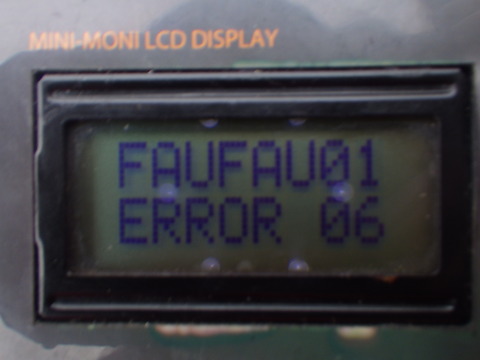 MINI-MONI LCD DISPLAY
FAUFAU01
ERROR 06